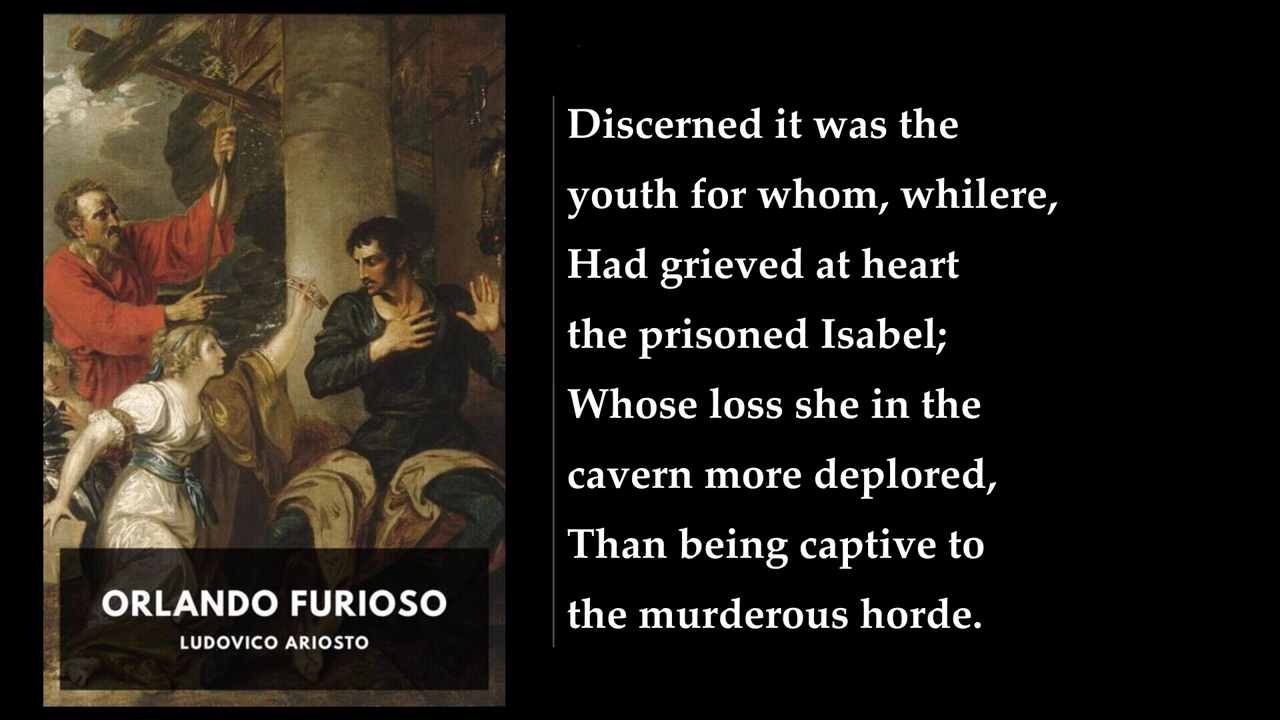 ORLANDO FURIOSO
LUDOVICO ARIOSTO
Discerned it was the
youth for whom, whilere,
Had grieved at heart
the prisoned Isabel;
Whose loss she in the
cavern more deplored,
Than being captive to
the murderous horde.